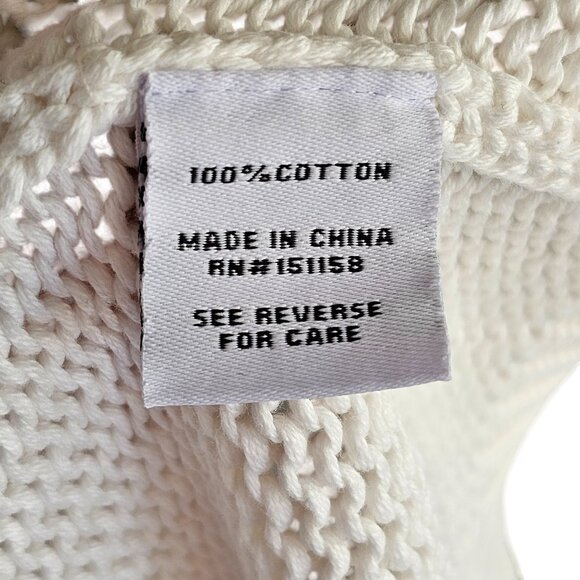 100%COTTON
MADE IN CHINA
RN#151158
SEE REVERSE
FOR CARE